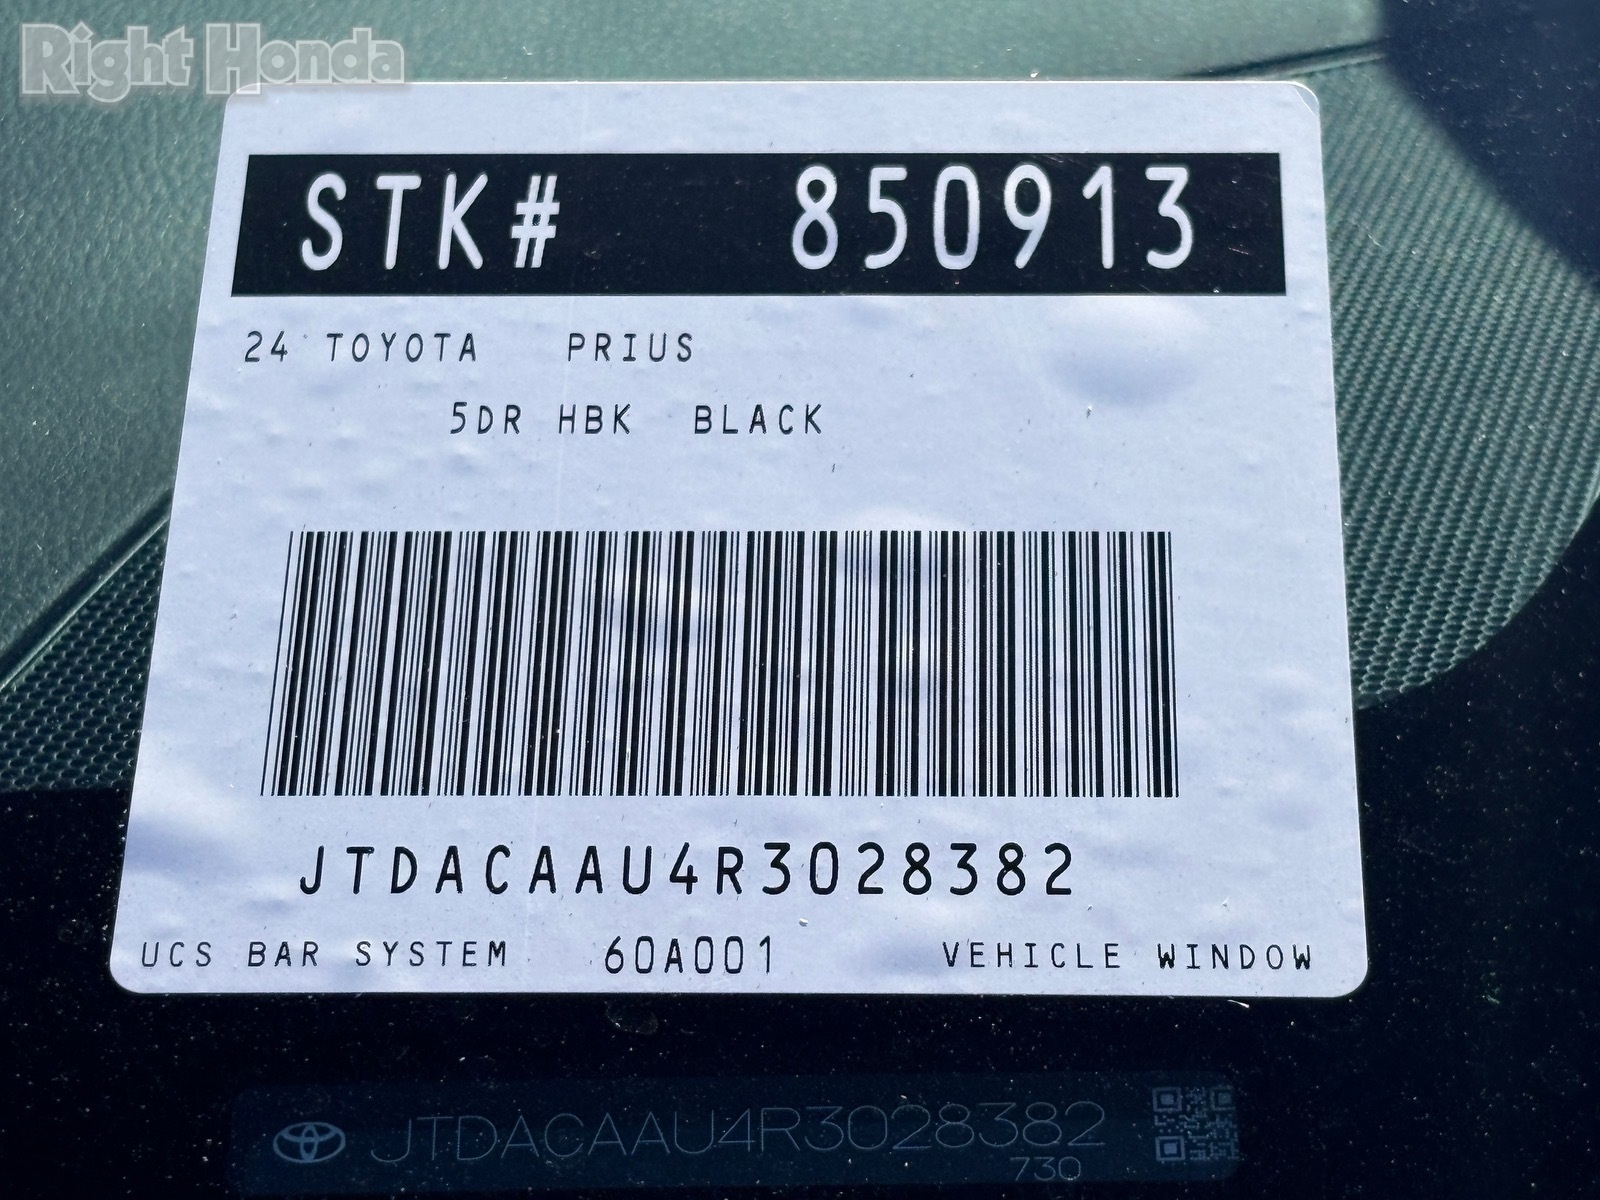 Right Honda
STK# 850913
24 TOYOTA PRIUS
5DR HBK BLACK
JTDACAAU4R3028382
UCS BAR SYSTEM 60A001 VEHICLE WINDOW
JTDACAAU4R3028382
730